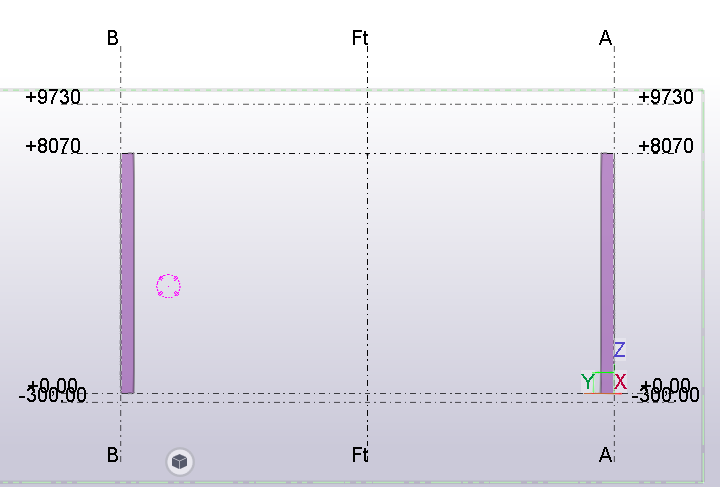 B Ft A
+9730 +9730
+8070 +8070
Z
Y X
+0.00 +0.00
-300.00 -300.00
B Ft A